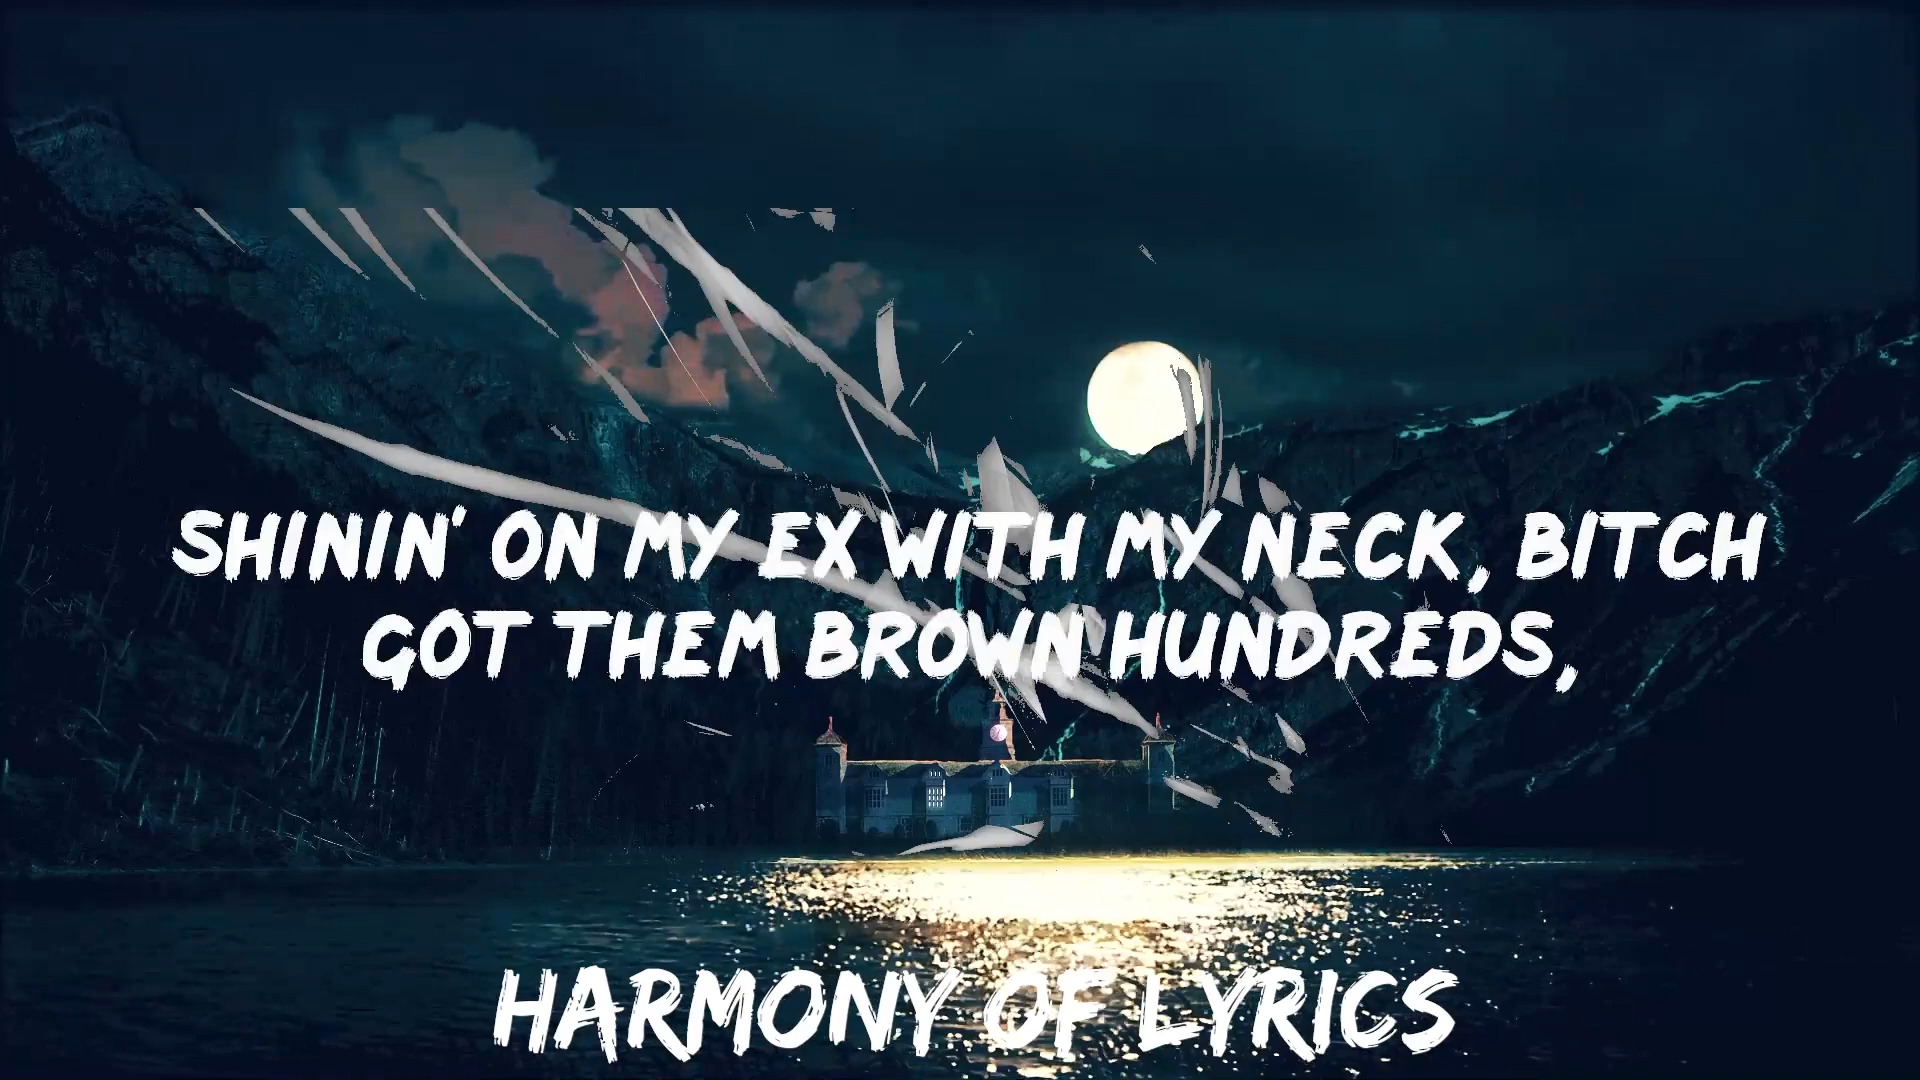 SHININ' ON MY EX WITH MY NECK, BITCH
GOT THEM BROWN HUNDREDS,
HARMONY OF LYRICS